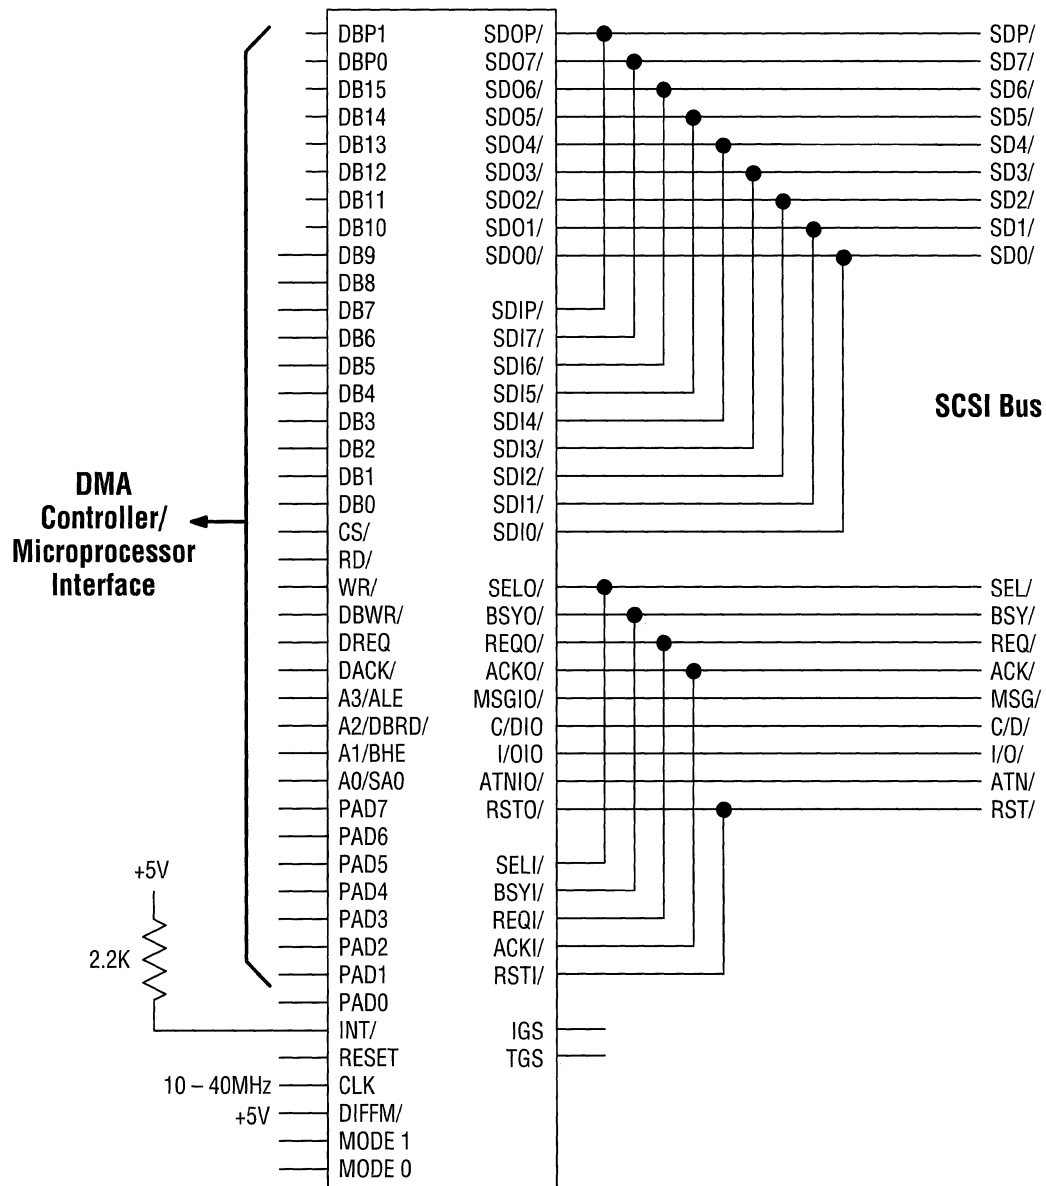 DBP1 SDOP/ SDP/
DBP0 SDO7/ SD7/
DB15 SDO6/ SD6/
DB14 SDO5/ SD5/
DB13 SDO4/ SD4/
DB12 SDO3/ SD3/
DB11 SDO2/ SD2/
DB10 SDO1/ SD1/
DB9 SDO0/ SD0/
DB8
DB7 SDIP/
DB6 SDI7/
DB5 SDI6/
DB4 SDI5/
SCSI Bus
DB3 SDI4/
DB2 SDI3/
DB1 SDI2/
DB0 SDI1/
CS/ SDI0/
DMA
Controller/
Microprocessor
Interface
RD/
WR/ SELO/ SEL/
DBWR/ BSYO/ BSY/
DREQ REQO/ REQ/
DACK/ ACKO/ ACK/
A3/ALE MSGIO/ MSG/
A2/DBRD/ C/DIO C/D/
A1/BHE I/OIO I/O/
A0/SA0 ATNIO/ ATN/
PAD7 RSTO/ RST/
PAD6
PAD5 SELI/
+5V
PAD4 BSYI/
PAD3 REQI/
PAD2 ACKI/
2.2K
PAD1 RSTI/
PAD0
INT/ IGS
RESET TGS
10 – 40MHz CLK
+5V DIFFM/
MODE 1
MODE 0